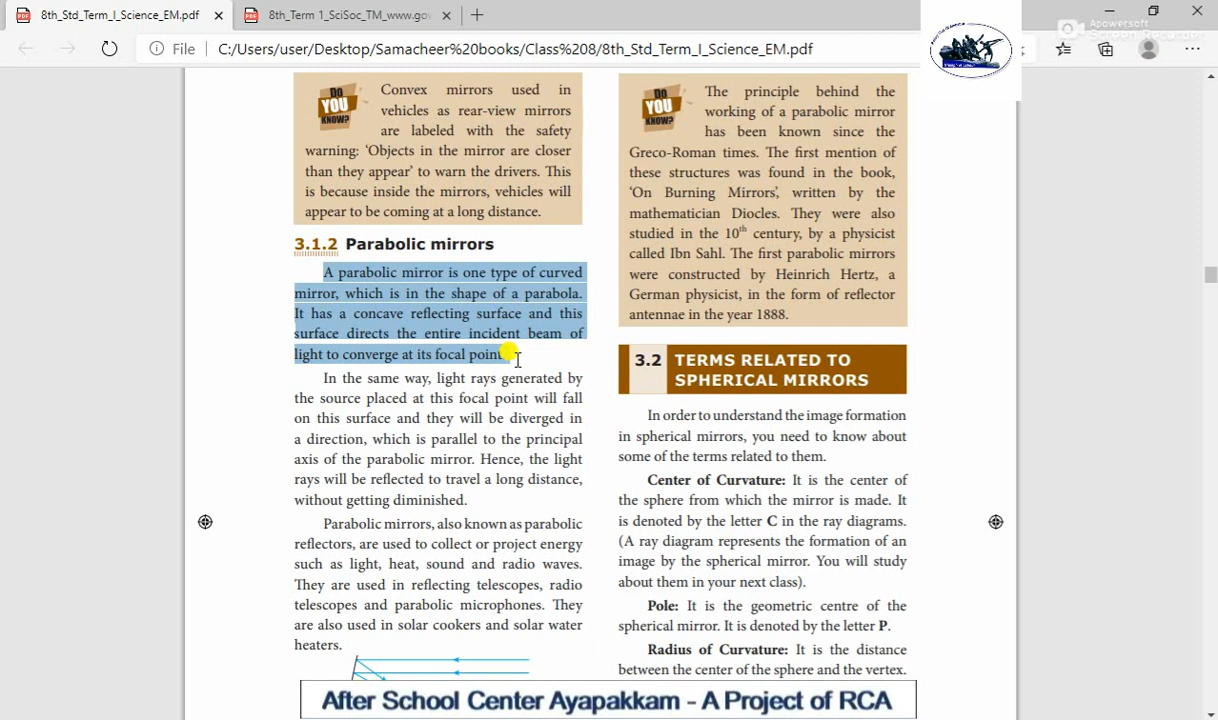 8th_Std_Term_I_Science_EM.pdf
8th_Term 1_SciSoc_TM_www.go
File
C:/Users/user/Desktop/Samacheer%20books/Class%208/8th_Std_Term_I_Science_EM.pdf
Apowersoft
Screen Recorder
DO
YOU
KNOW?
Convex mirrors used in
vehicles as rear-view mirrors
are labeled with the safety
warning: ‘Objects in the mirror are closer
than they appear’ to warn the drivers. This
is because inside the mirrors, vehicles will
appear to be coming at a long distance.
3.1.2 Parabolic mirrors
A parabolic mirror is one type of curved
mirror, which is in the shape of a parabola.
It has a concave reflecting surface and this
surface directs the entire incident beam of
light to converge at its focal point.
In the same way, light rays generated by
the source placed at this focal point will fall
on this surface and they will be diverged in
a direction, which is parallel to the principal
axis of the parabolic mirror. Hence, the light
rays will be reflected to travel a long distance,
without getting diminished.
Parabolic mirrors, also known as parabolic
reflectors, are used to collect or project energy
such as light, heat, sound and radio waves.
They are used in reflecting telescopes, radio
telescopes and parabolic microphones. They
are also used in solar cookers and solar water
heaters.
DO
YOU
KNOW?
The principle behind the
working of a parabolic mirror
has been known since the
Greco-Roman times. The first mention of
these structures was found in the book,
‘On Burning Mirrors’, written by the
mathematician Diocles. They were also
studied in the 10th century, by a physicist
called Ibn Sahl. The first parabolic mirrors
were constructed by Heinrich Hertz, a
German physicist, in the form of reflector
antennae in the year 1888.
3.2 TERMS RELATED TO
SPHERICAL MIRRORS
In order to understand the image formation
in spherical mirrors, you need to know about
some of the terms related to them.
Center of Curvature: It is the center of
the sphere from which the mirror is made. It
is denoted by the letter C in the ray diagrams.
(A ray diagram represents the formation of an
image by the spherical mirror. You will study
about them in your next class).
Pole: It is the geometric centre of the
spherical mirror. It is denoted by the letter P.
Radius of Curvature: It is the distance
between the center of the sphere and the vertex.
After School Center Ayapakkam - A Project of RCA